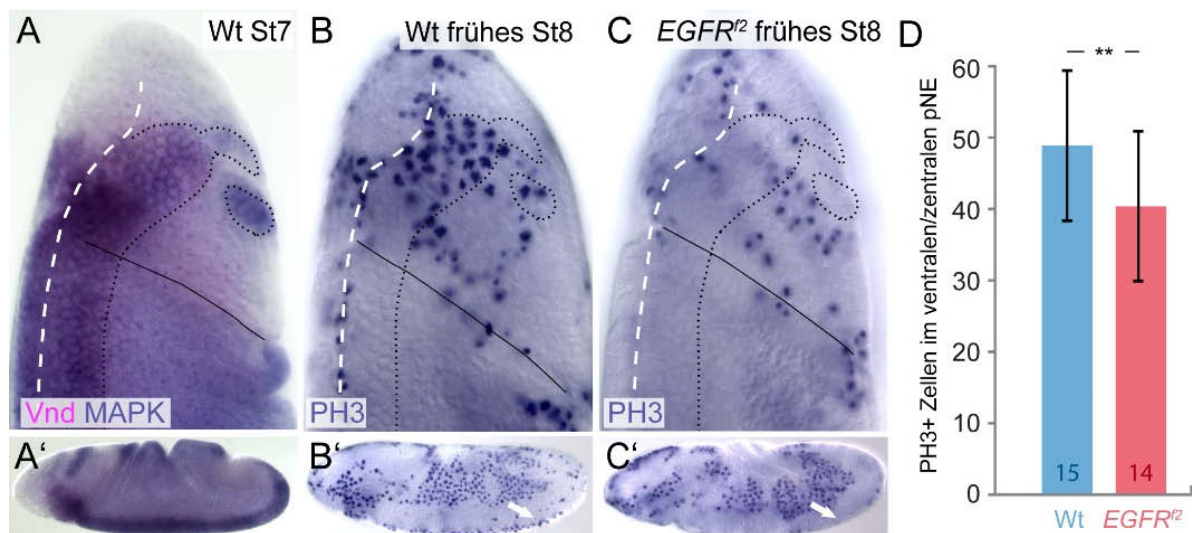 A Wt St7
B Wt frühes St8
C EGFRf2 frühes St8
D
Vnd MAPK
PH3
PH3
A'
B'
C'
PH3+ Zellen im ventralen/zentralen pNE
**
60
50
40
30
20
10
0
15
14
Wt
EGFRf2